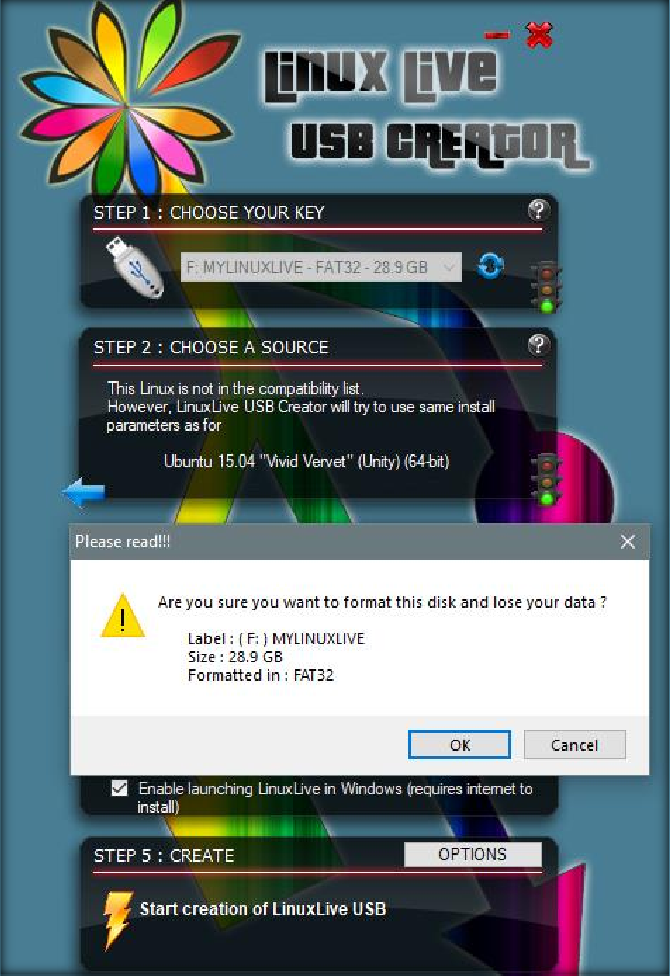 Linux Live
USB Creator
STEP 1 : CHOOSE YOUR KEY
?
F: MYLINUXLIVE - FAT32 - 28.9 GB
STEP 2 : CHOOSE A SOURCE
?
This Linux is not in the compatibility list.
However, LinuxLive USB Creator will try to use same install
parameters as for
Ubuntu 15.04 "Vivid Vervet" (Unity) (64-bit)
Please read!!!
Are you sure you want to format this disk and lose your data ?
Label : ( F: ) MYLINUXLIVE
Size : 28.9 GB
Formatted in : FAT32
OK
Cancel
Enable launching LinuxLive in Windows (requires internet to
install)
STEP 5 : CREATE
OPTIONS
Start creation of LinuxLive USB